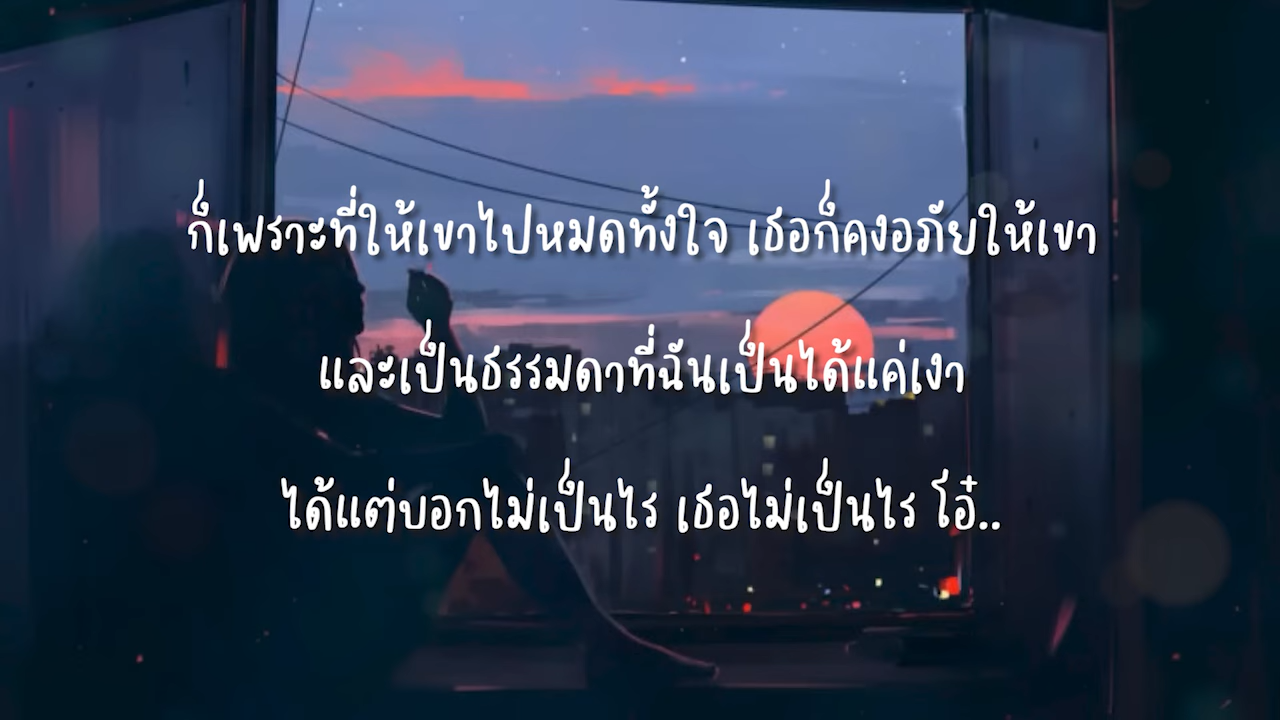 ก็เพราะที่ให้เขาไปหมดทั้งใจ เธอก็คงอภัยให้เขา
และเป็นธรรมดาที่ฉันเป็นได้แค่เงา
ได้แต่บอกไม่เป็นไร เธอไม่เป็นไร โอ๋..